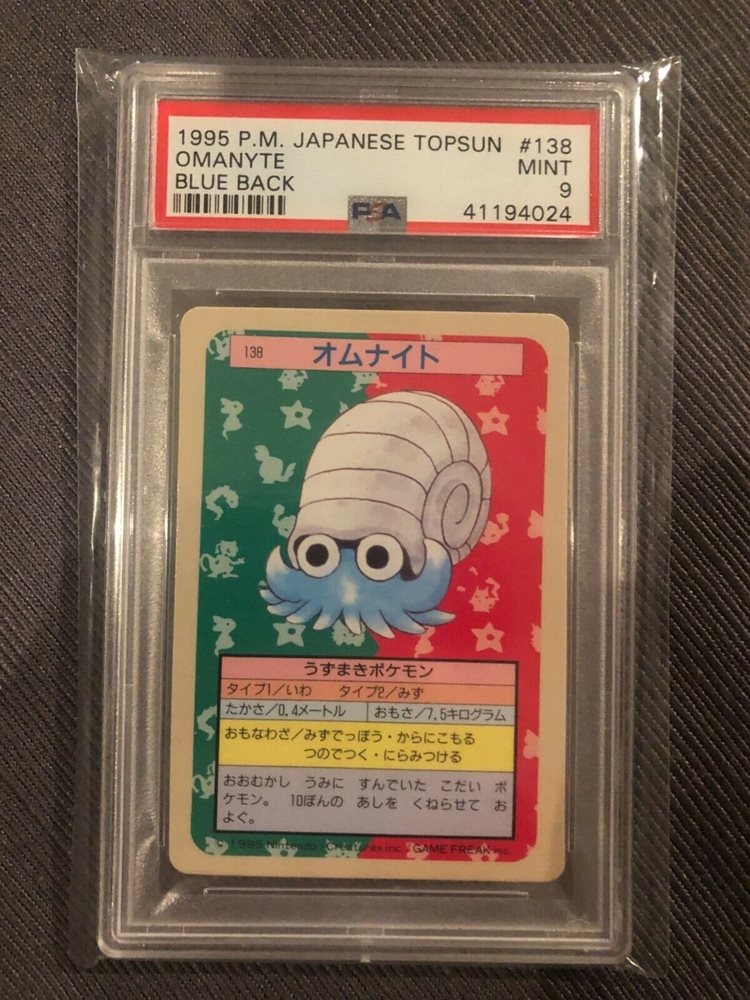 1995 P.M. JAPANESE TOPSUN #138
OMANYTE MINT
BLUE BACK 9
PSA 41194024
138 オムナイト
うずまきポケモン
タイプ1/いわ タイプ2/みず
たかさ/0.4メートル おもさ/7.5キログラム
おもなわざ/みずでっぽう・からにこもる
つのでつく・にらみつける
おおむかし うみに すんでいた こだい ポ
ケモン。 10ぽんの あしを くねらせて お
よぐ。
©1995 Nintendo/Creatures inc./GAME FREAK inc.